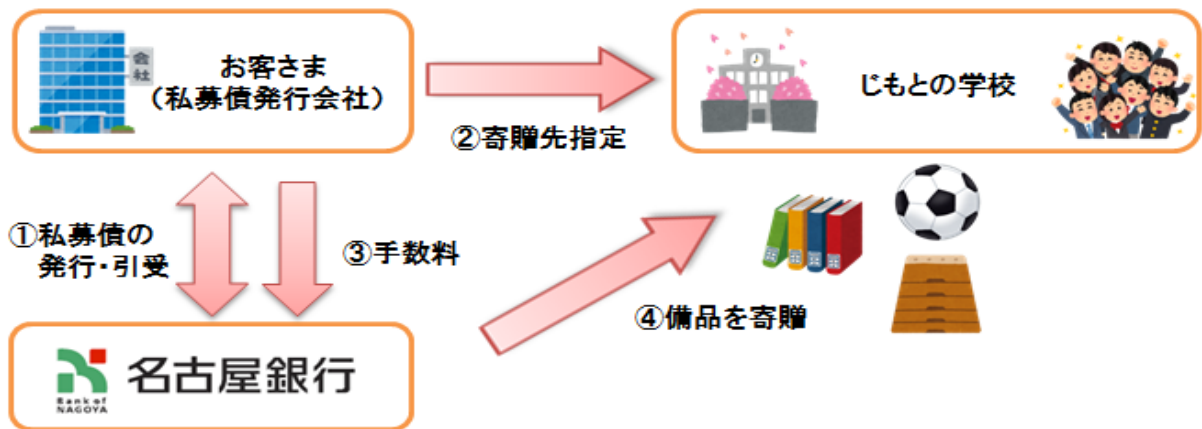 会社
お客さま
(私募債発行会社)
じもとの学校
②寄贈先指定
①私募債の
発行・引受
③手数料
④備品を寄贈
名古屋銀行
Bank of
NAGOYA